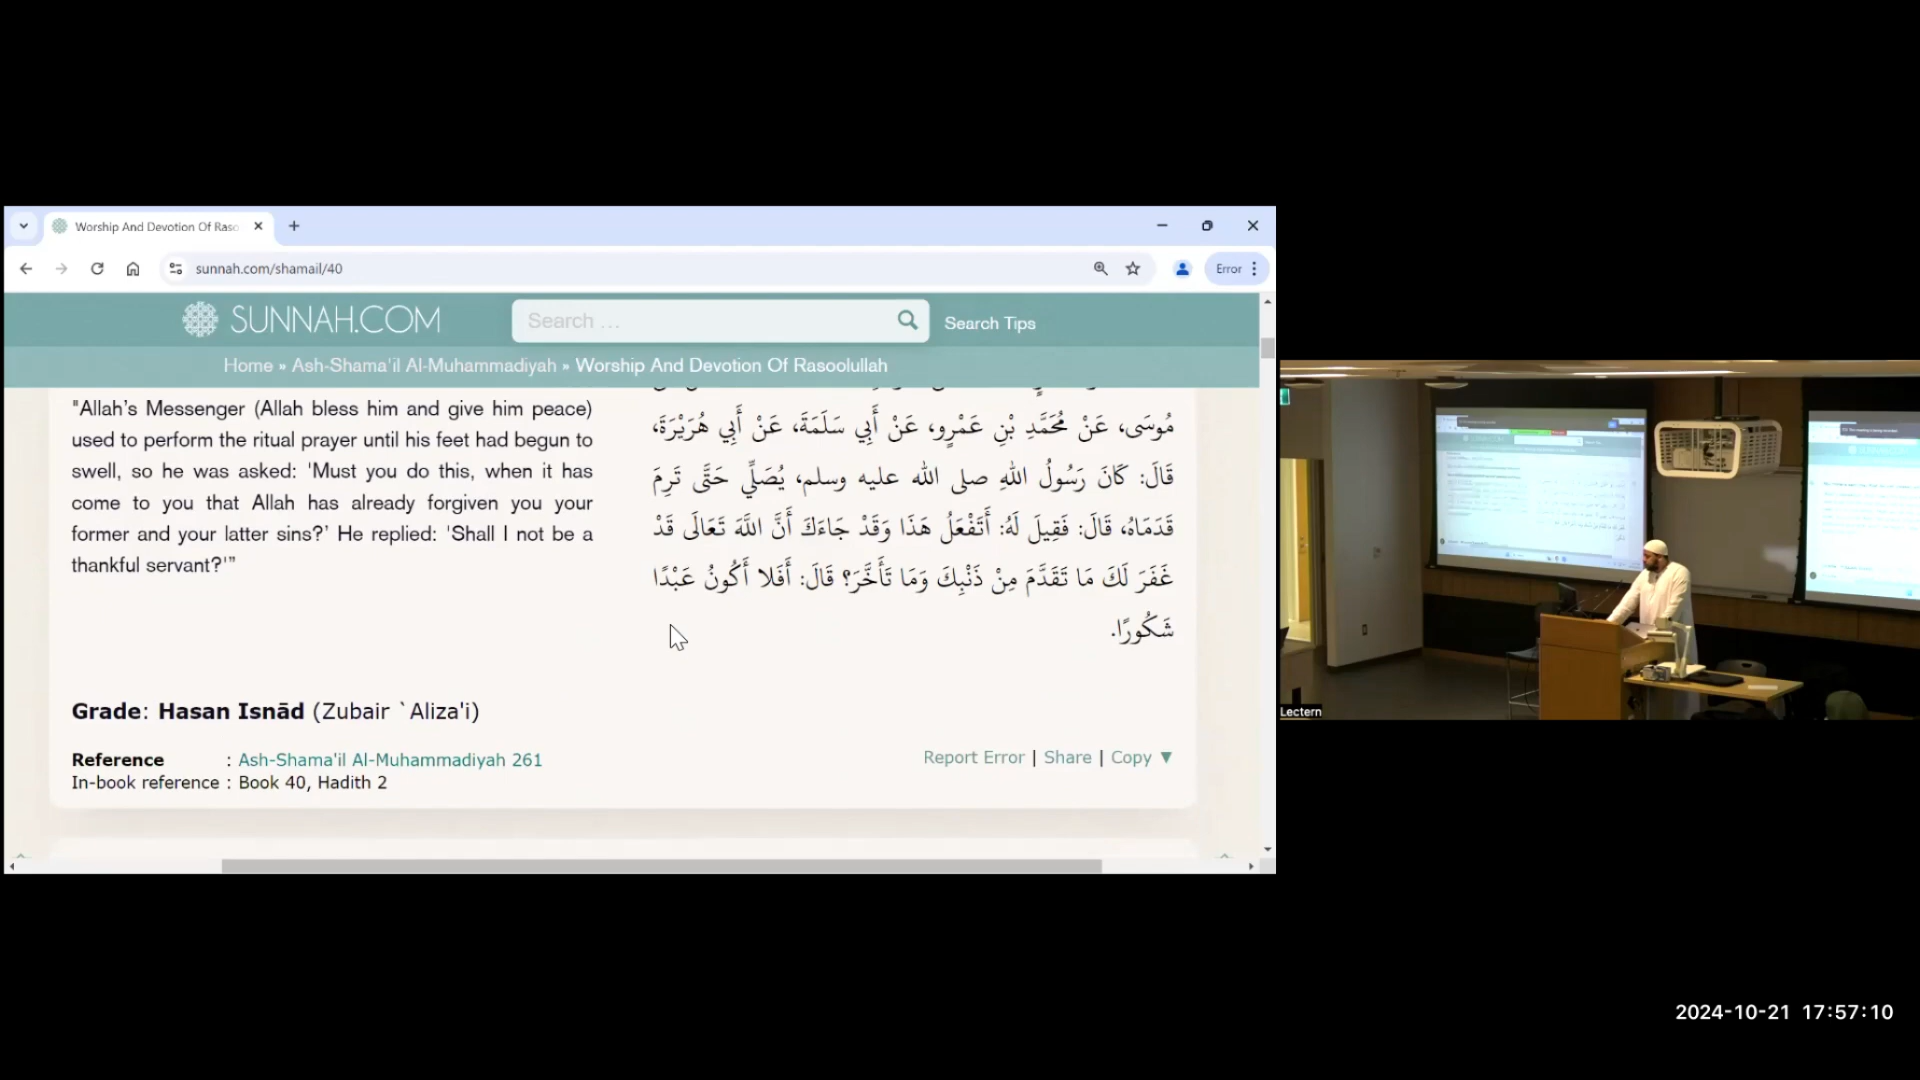 Worship And Devotion Of Raso
sunnah.com/shamail/40
Error
SUNNAH.COM
Search ...
Search Tips
Home » Ash-Shama'il Al-Muhammadiyah » Worship And Devotion Of Rasoolullah
"Allah's Messenger (Allah bless him and give him peace)
used to perform the ritual prayer until his feet had begun to
swell, so he was asked: 'Must you do this, when it has
come to you that Allah has already forgiven you your
former and your latter sins?' He replied: 'Shall I not be a
thankful servant?'"
مُوسَى، عَنْ مُحَمَّدِ بْنِ عَمْرٍو، عَنْ أَبِي سَلَمَةَ، عَنْ أَبِي هُرَيْرَةَ،
قَالَ: كَانَ رَسُولُ اللهِ صلى الله عليه وسلم، يُصَلِّي حَتَّى تَرِمَ
قَدَمَاهُ، قَالَ: فَقِيلَ لَهُ: أَتَفْعَلُ هَذَا وَقَدْ جَاءَكَ أَنَّ اللَّهَ تَعَالَى قَدْ
غَفَرَ لَكَ مَا تَقَدَّمَ مِنْ ذَنْبِكَ وَمَا تَأَخَّرَ؟ قَالَ: أَفَلا أَكُونُ عَبْدًا
شَكُورًا.
Grade: Hasan Isnād (Zubair `Aliza'i)
Reference : Ash-Shama'il Al-Muhammadiyah 261
In-book reference : Book 40, Hadith 2
Report Error | Share | Copy ▼
Lectern
2024-10-21 17:57:10